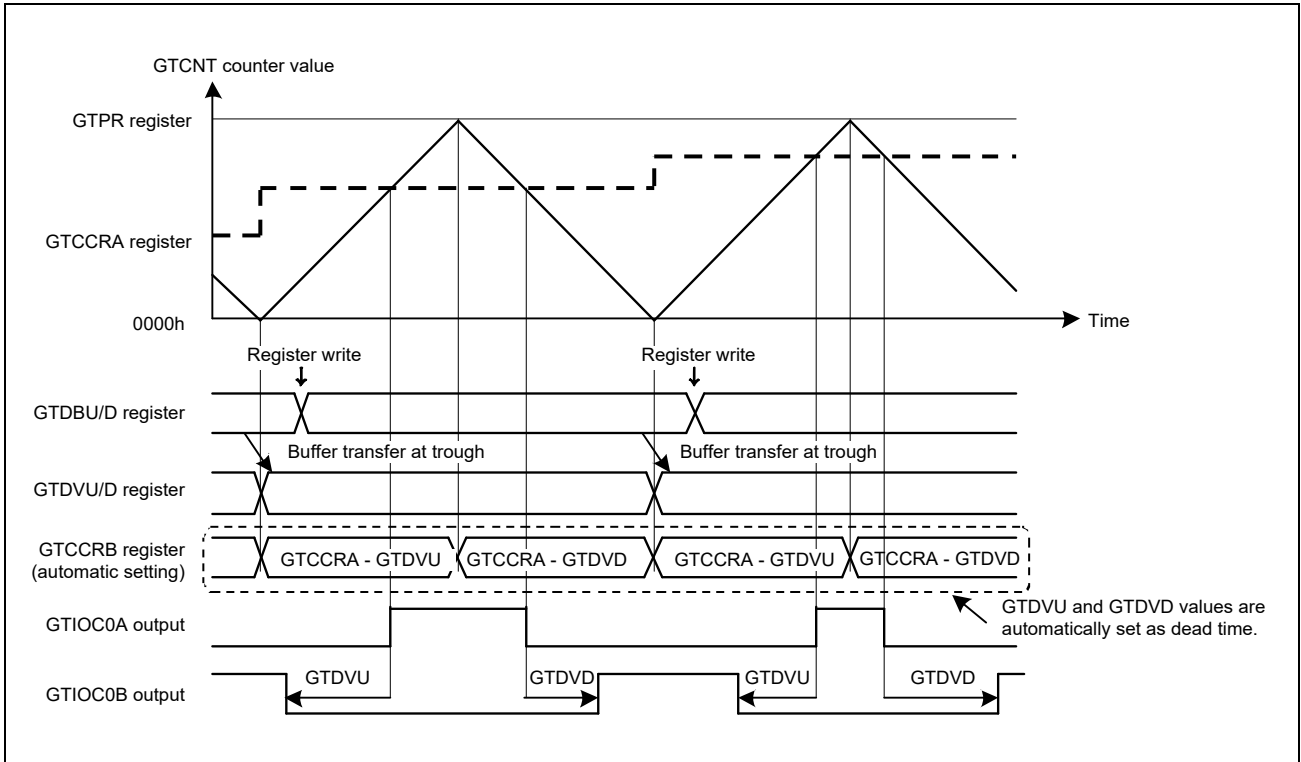 GTCNT counter value
GTPR register
GTCCRA register
0000h
Time
Register write
Register write
GTDBU/D register
Buffer transfer at trough
Buffer transfer at trough
GTDVU/D register
GTCCRB register
(automatic setting)
GTCCRA - GTDVU
GTCCRA - GTDVD
GTCCRA - GTDVU
GTCCRA - GTDVD
GTDVU and GTDVD values are
automatically set as dead time.
GTIOC0A output
GTIOC0B output
GTDVU
GTDVD
GTDVU
GTDVD